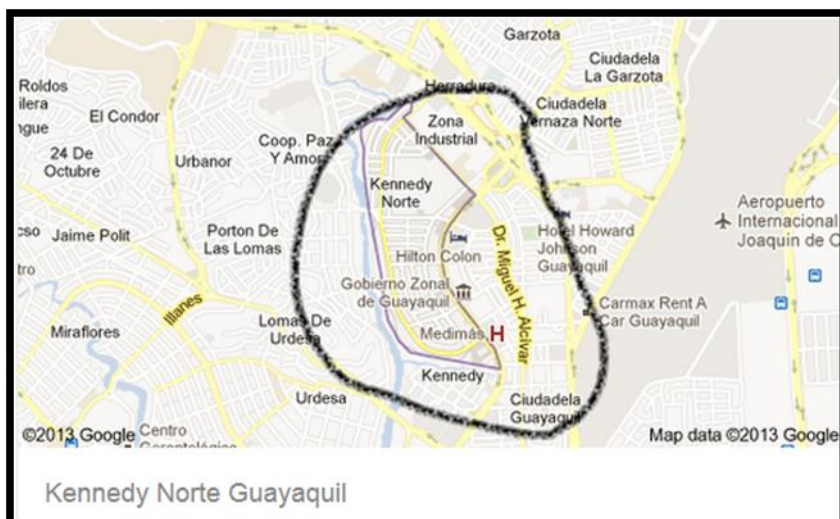 Garzota
Ciudadela
La Garzota
Roldos
ilera
ngue
El Condor
Herradura
Zona
Industrial
Ciudadela
Vernaza Norte
24 De
Octubre
Urbanor
Coop. Paz
Y Amor
Kennedy
Norte
Aeropuerto
Internacional
Joaquin de O
Jaime Polit
Porton De
Las Lomas
Hotel Howard
Johnson
Guayaquil
Hilton Colon
Dr. Miguel H. Alcívar
Gobierno Zonal
de Guayaquil
Illanes
Carmax Rent A
Car Guayaquil
Miraflores
Lomas De
Urdesa
Medimás H
Kennedy
Urdesa
Ciudadela
Guayaquil
©2013 Google
Centro
Map data ©2013 Google
Kennedy Norte Guayaquil